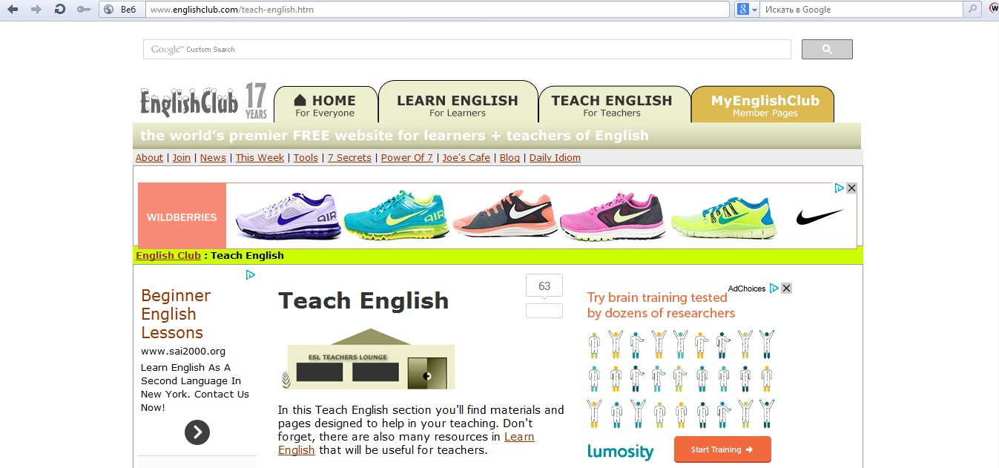 Веб www.englishclub.com/teach-english.htm Искать в Google
Google™ Custom Search
EnglishClub 17 YEARS
HOME
For Everyone
LEARN ENGLISH
For Learners
TEACH ENGLISH
For Teachers
MyEnglishClub
Member Pages
the world's premier FREE website for learners + teachers of English
About | Join | News | This Week | Tools | 7 Secrets | Power Of 7 | Joe's Cafe | Blog | Daily Idiom
WILDBERRIES
AIR
AIR
English Club : Teach English
Beginner
English
Lessons
www.sai2000.org
Learn English As A
Second Language In
New York. Contact Us
Now!
Teach English
63
ESL TEACHERS LOUNGE
In this Teach English section you'll find materials and
pages designed to help in your teaching. Don't
forget, there are also many resources in Learn
English that will be useful for teachers.
AdChoices
Try brain training tested
by dozens of researchers
lumosity
Start Training